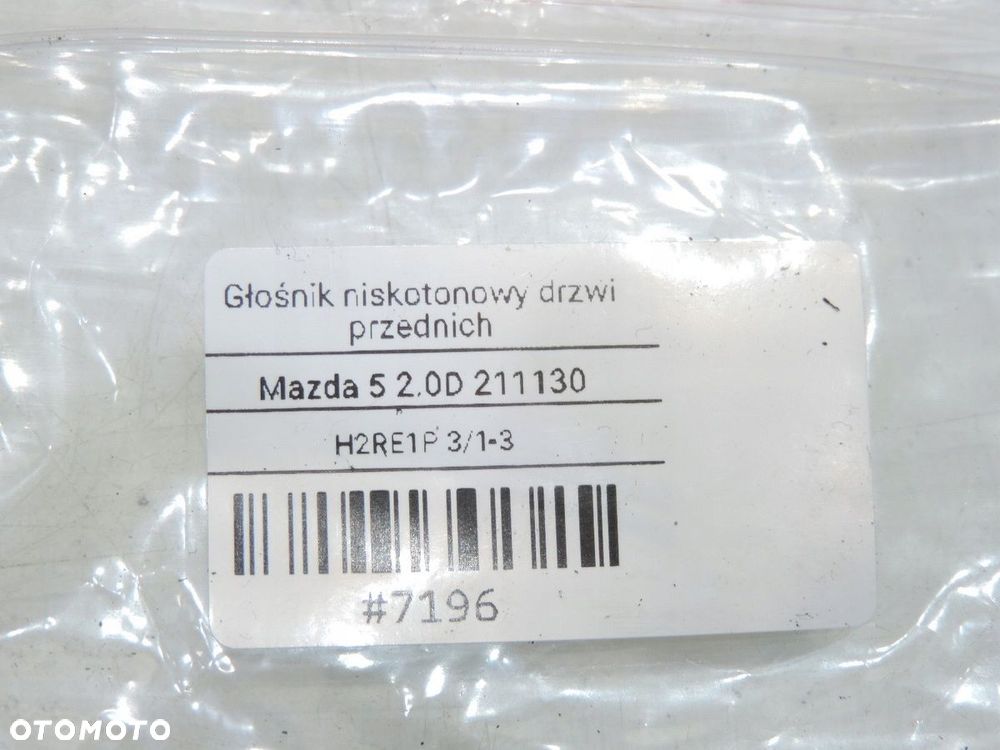 Głośnik niskotonowy drzwi
przednich
Mazda 5 2.0D 211130
H2RE1P 3/1-3
#7196
OTOMOTO